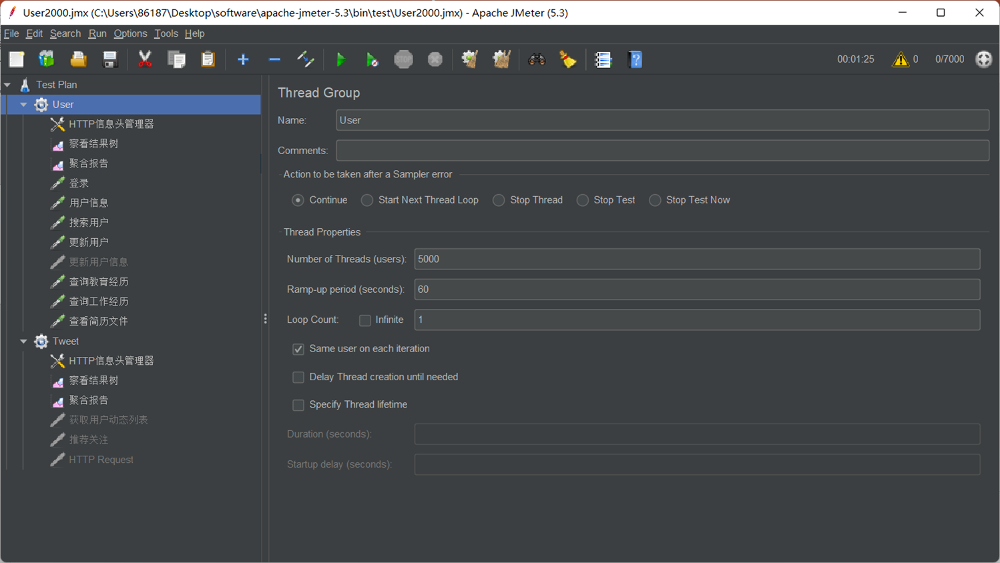 User2000.jmx (C:\Users\86187\Desktop\software\apache-jmeter-5.3\bin\test\User2000.jmx) - Apache JMeter (5.3)
File Edit Search Run Options Tools Help
STOP
00:01:25 0 0/7000
Test Plan
User
HTTP信息头管理器
察看结果树
聚合报告
登录
用户信息
搜索用户
更新用户
更新用户信息
查询教育经历
查询工作经历
查看简历文件
Tweet
HTTP信息头管理器
察看结果树
聚合报告
获取用户动态列表
推荐关注
HTTP Request
Thread Group
Name: User
Comments:
Action to be taken after a Sampler error
Continue Start Next Thread Loop Stop Thread Stop Test Stop Test Now
Thread Properties
Number of Threads (users): 5000
Ramp-up period (seconds): 60
Loop Count: Infinite 1
Same user on each iteration
Delay Thread creation until needed
Specify Thread lifetime
Duration (seconds):
Startup delay (seconds):